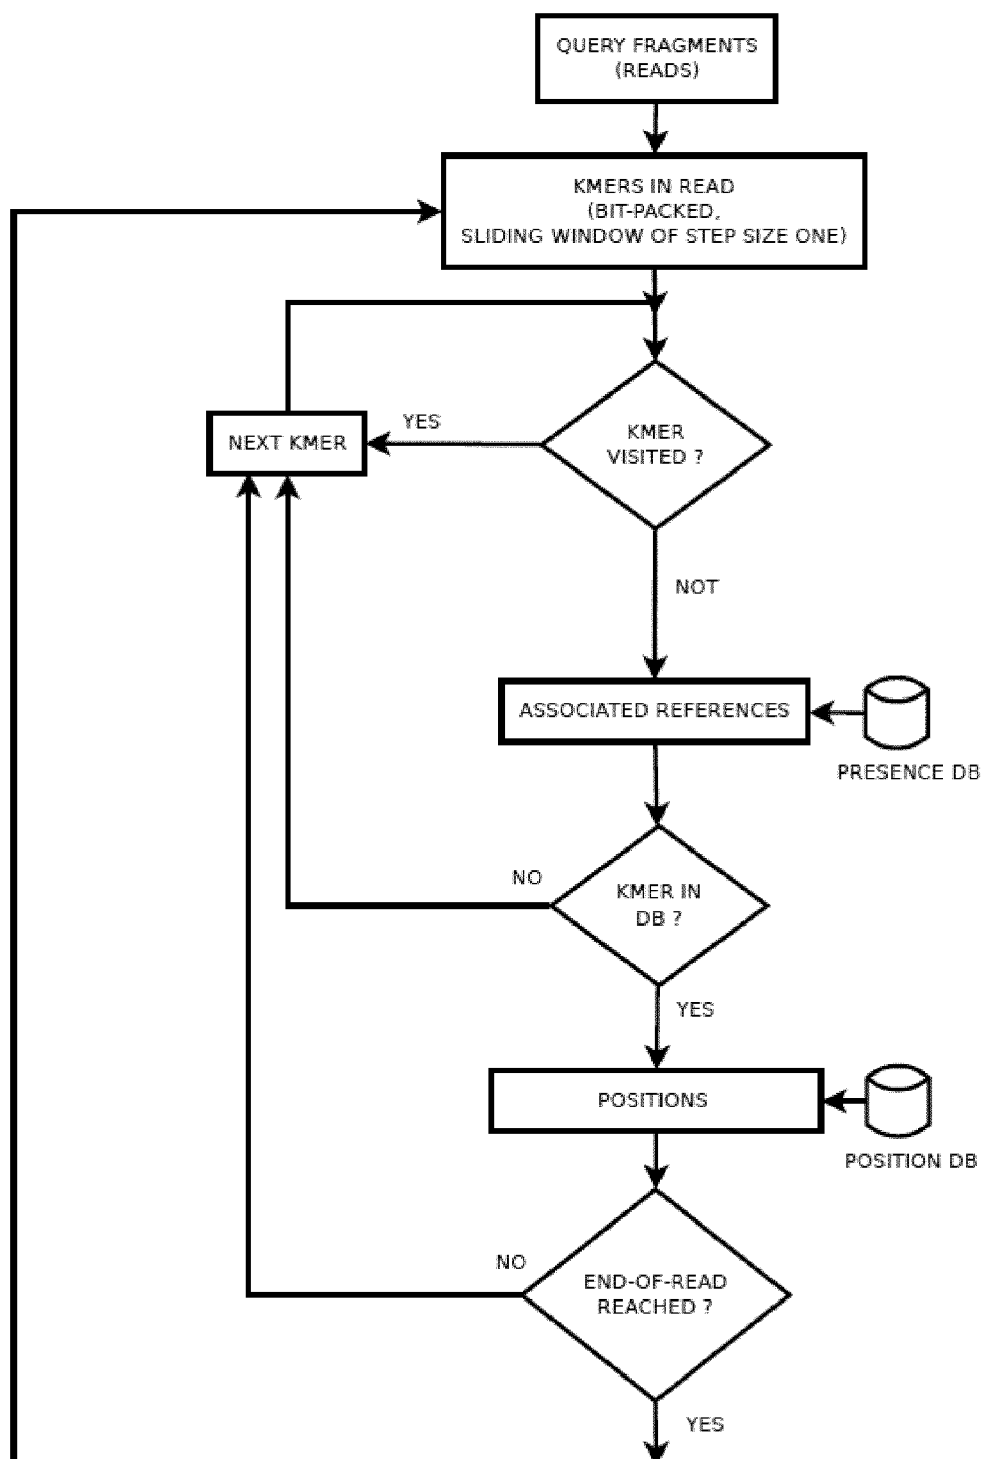 QUERY FRAGMENTS
(READS)
KMERS IN READ
(BIT-PACKED,
SLIDING WINDOW OF STEP SIZE ONE)
YES
NEXT KMER
KMER
VISITED ?
NOT
ASSOCIATED REFERENCES
PRESENCE DB
NO
KMER IN
DB ?
YES
POSITIONS
POSITION DB
NO
END-OF-READ
REACHED ?
YES